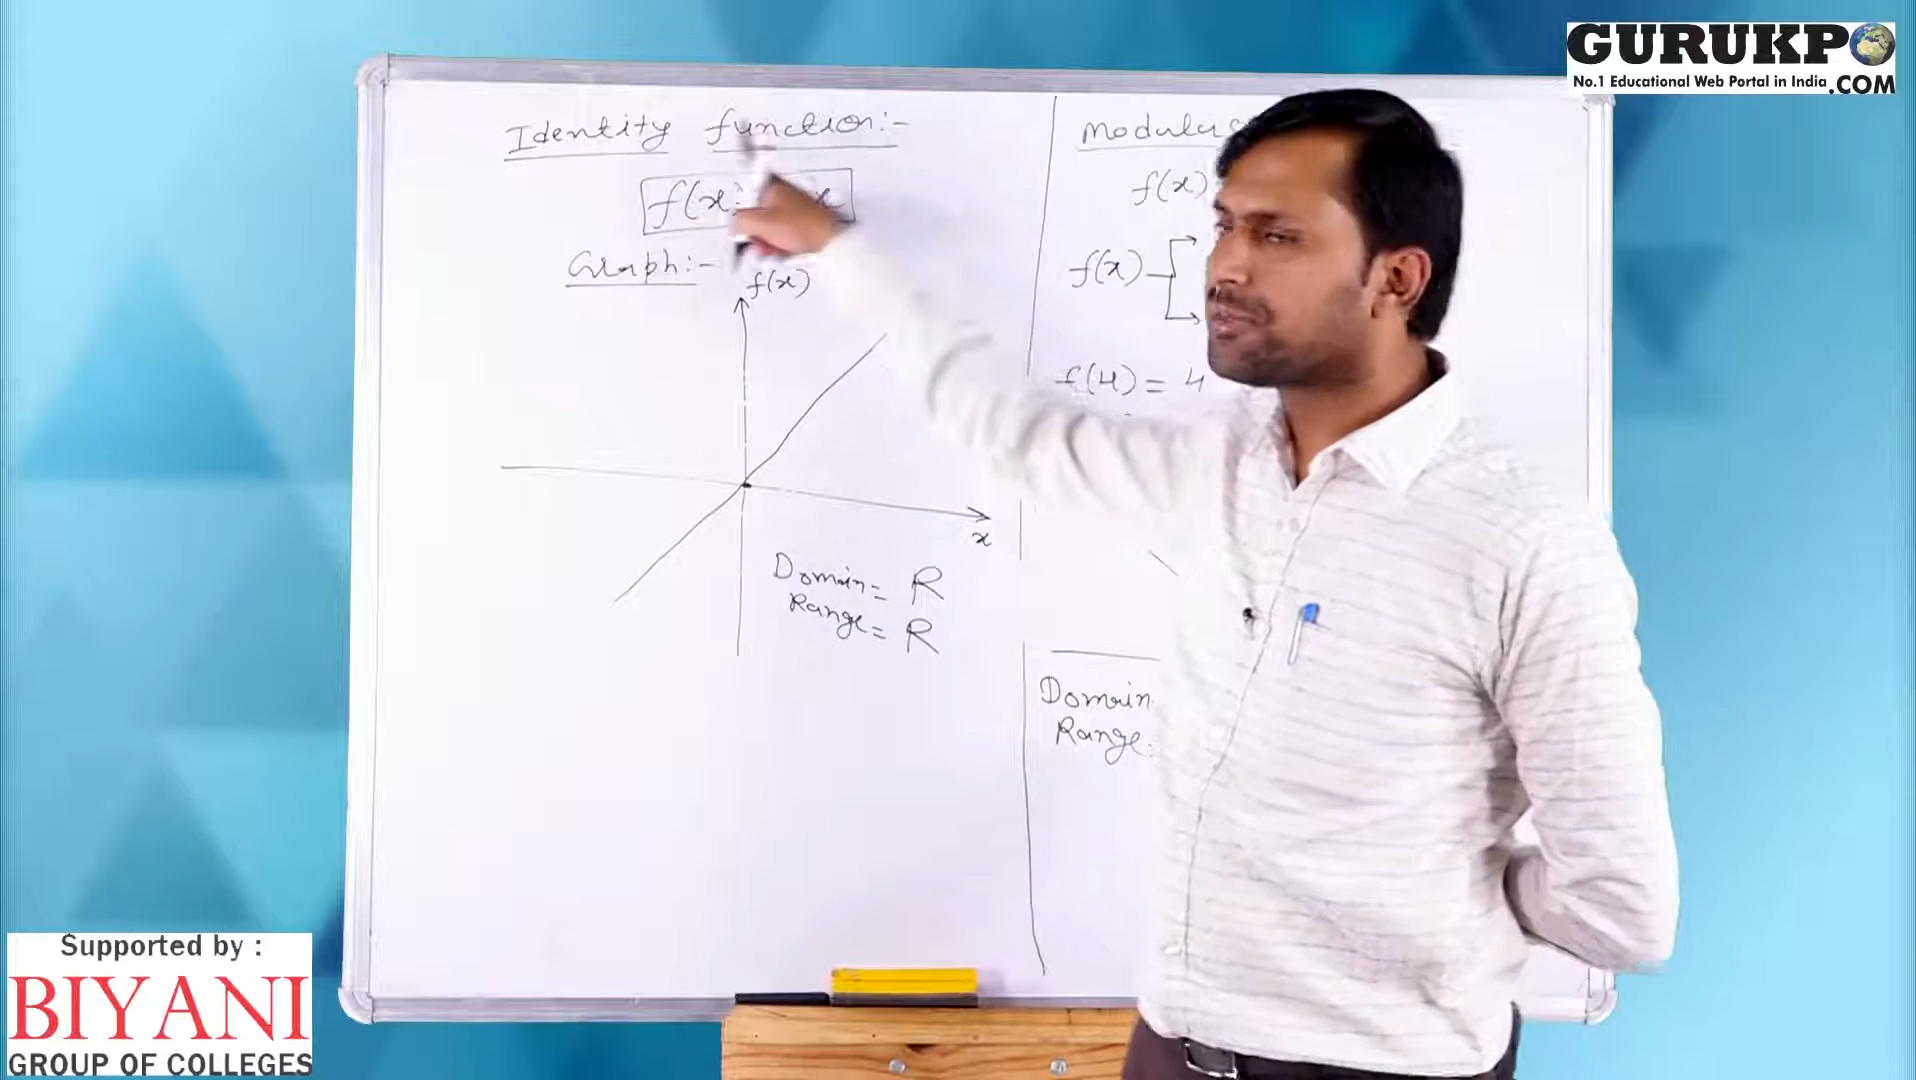 GURUKPO
No.1 Educational Web Portal in India .COM
Identity function:-
f(x) x
Graph:-
f(x)
x
Domain = R
Range = R
Modulus
f(x)
f(x)
f(4) = 4
Domain
Range:
Supported by :
BIYANI
GROUP OF COLLEGES